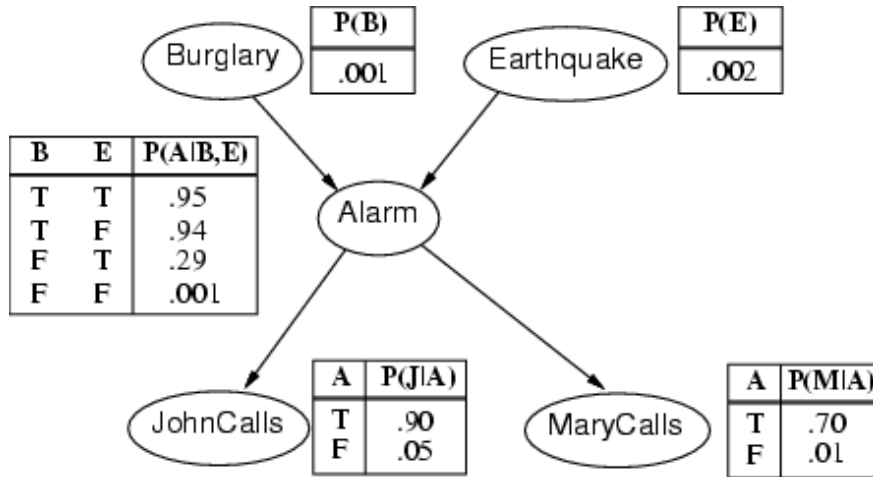 Burglary
P(B)
.001
Earthquake
P(E)
.002
B E P(A|B,E)
T T .95
T F .94
F T .29
F F .001
Alarm
JohnCalls
A P(J|A)
T .90
F .05
MaryCalls
A P(M|A)
T .70
F .01